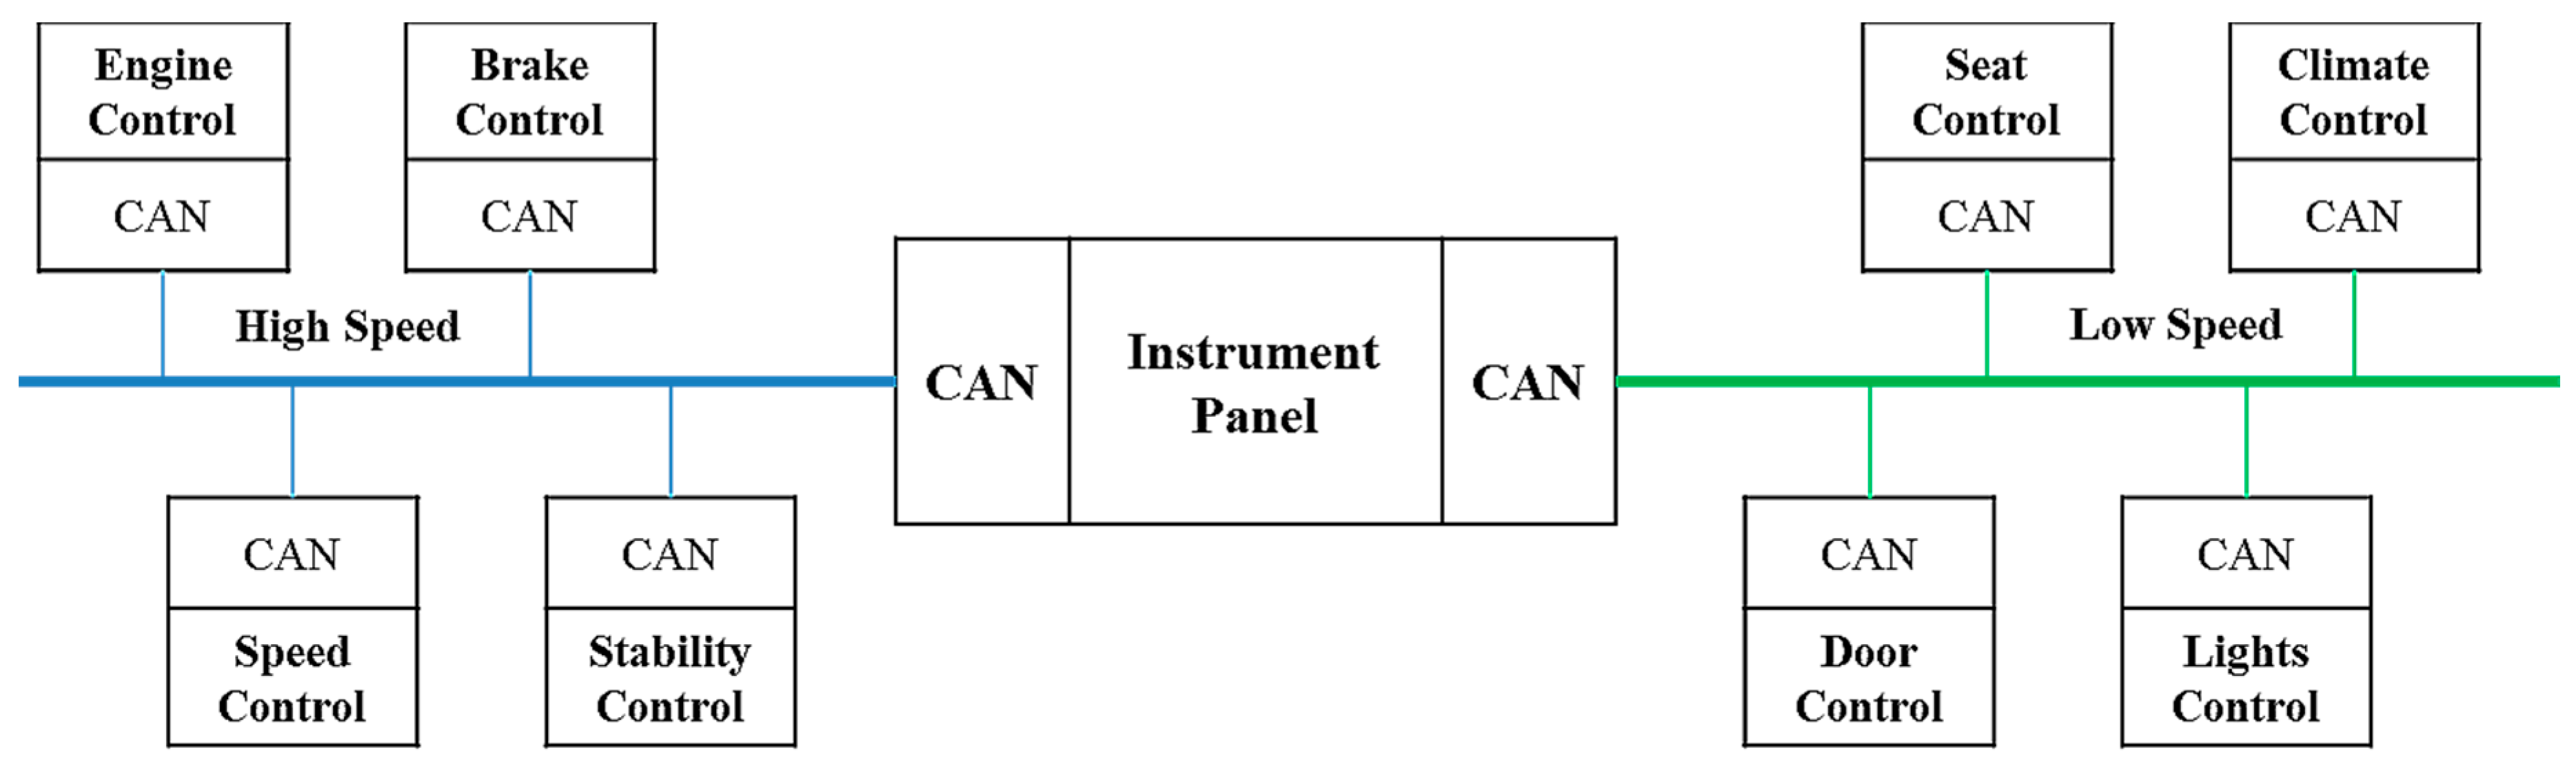 Engine
Control
CAN
Brake
Control
CAN
High Speed
CAN
Speed
Control
CAN
Stability
Control
CAN
Instrument
Panel
CAN
Seat
Control
CAN
Climate
Control
CAN
Low Speed
CAN
Door
Control
CAN
Lights
Control